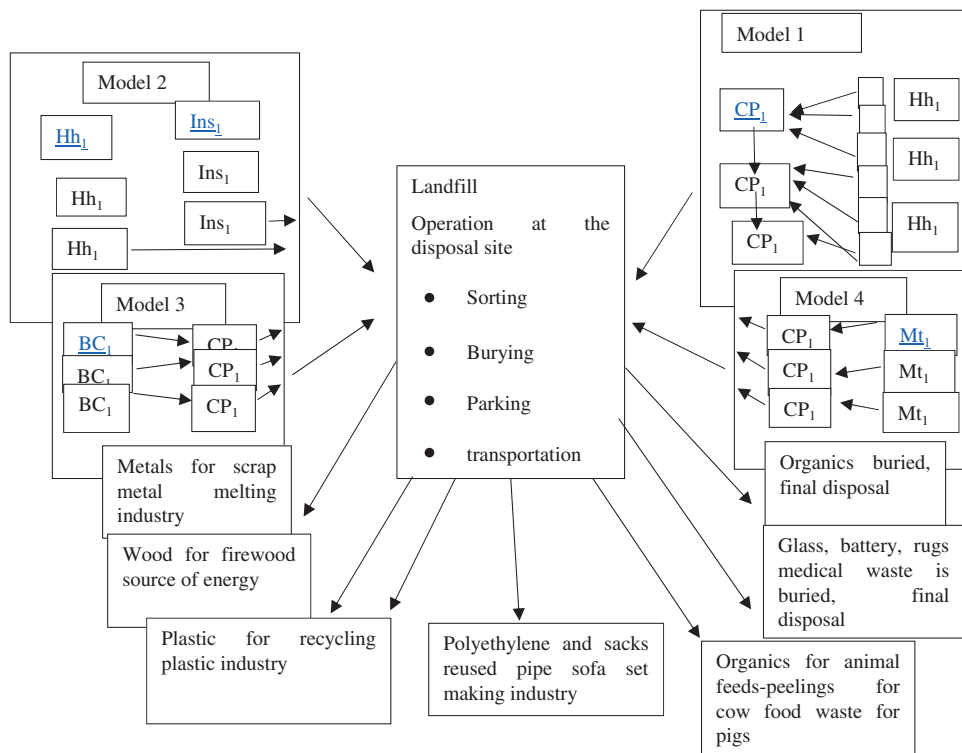 Model 2
Ins₁
Hh₁
Ins₁
Hh₁
Ins₁
Hh₁
Model 1
CP₁
Hh₁
Hh₁
CP₁
Hh₁
CP₁
Landfill
Operation at the
disposal site
● Sorting
● Burying
● Parking
● transportation
Model 3
BC₁
CP
BC₁
CP₁
BC₁
CP₁
Model 4
CP₁
Mt₁
CP₁
Mt₁
CP₁
Mt₁
Metals for scrap
metal melting
industry
Wood for firewood
source of energy
Plastic for recycling
plastic industry
Polyethylene and sacks
reused pipe sofa set
making industry
Organics buried,
final disposal
Glass, battery, rugs
medical waste is
buried, final
disposal
Organics for animal
feeds-peelings for
cow food waste for
pigs